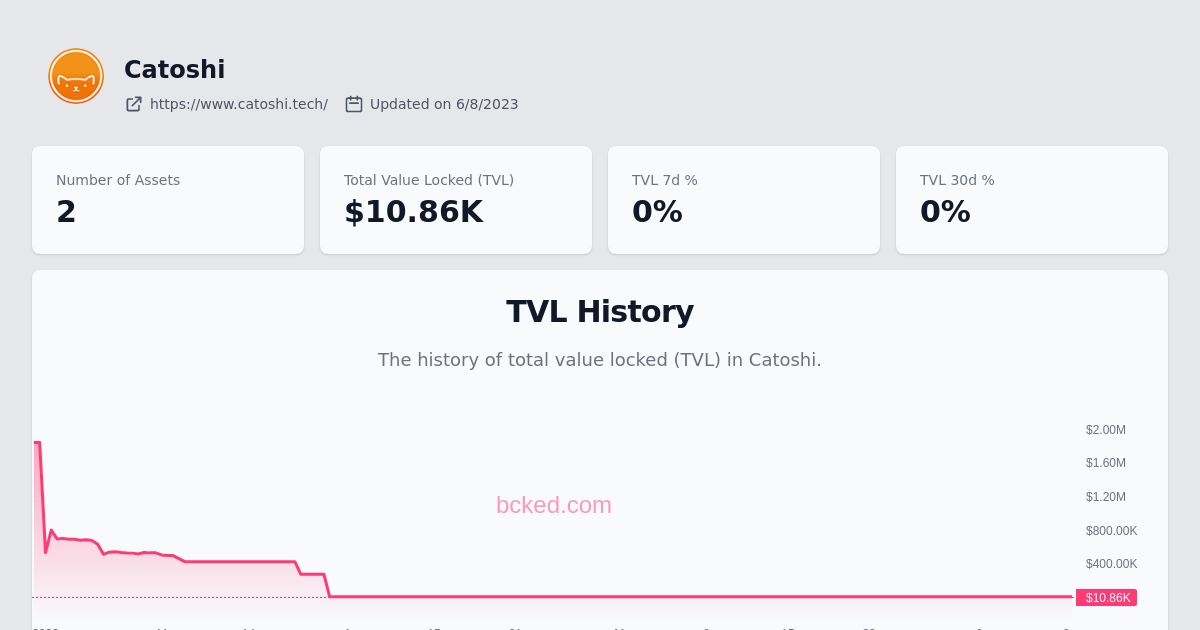 Catoshi
https://www.catoshi.tech/ Updated on 6/8/2023
Number of Assets
2
Total Value Locked (TVL)
$10.86K
TVL 7d %
0%
TVL 30d %
0%
TVL History
The history of total value locked (TVL) in Catoshi.
$2.00M
$1.60M
$1.20M
bcked.com
$800.00K
$400.00K
$10.86K